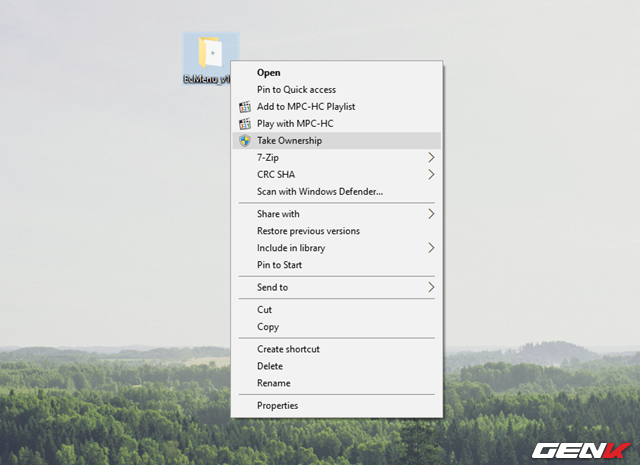 EcMenu_v1
Open
Pin to Quick access
Add to MPC-HC Playlist
Play with MPC-HC
Take Ownership
7-Zip
CRC SHA
Scan with Windows Defender...
Share with
Restore previous versions
Include in library
Pin to Start
Send to
Cut
Copy
Create shortcut
Delete
Rename
Properties
GENK